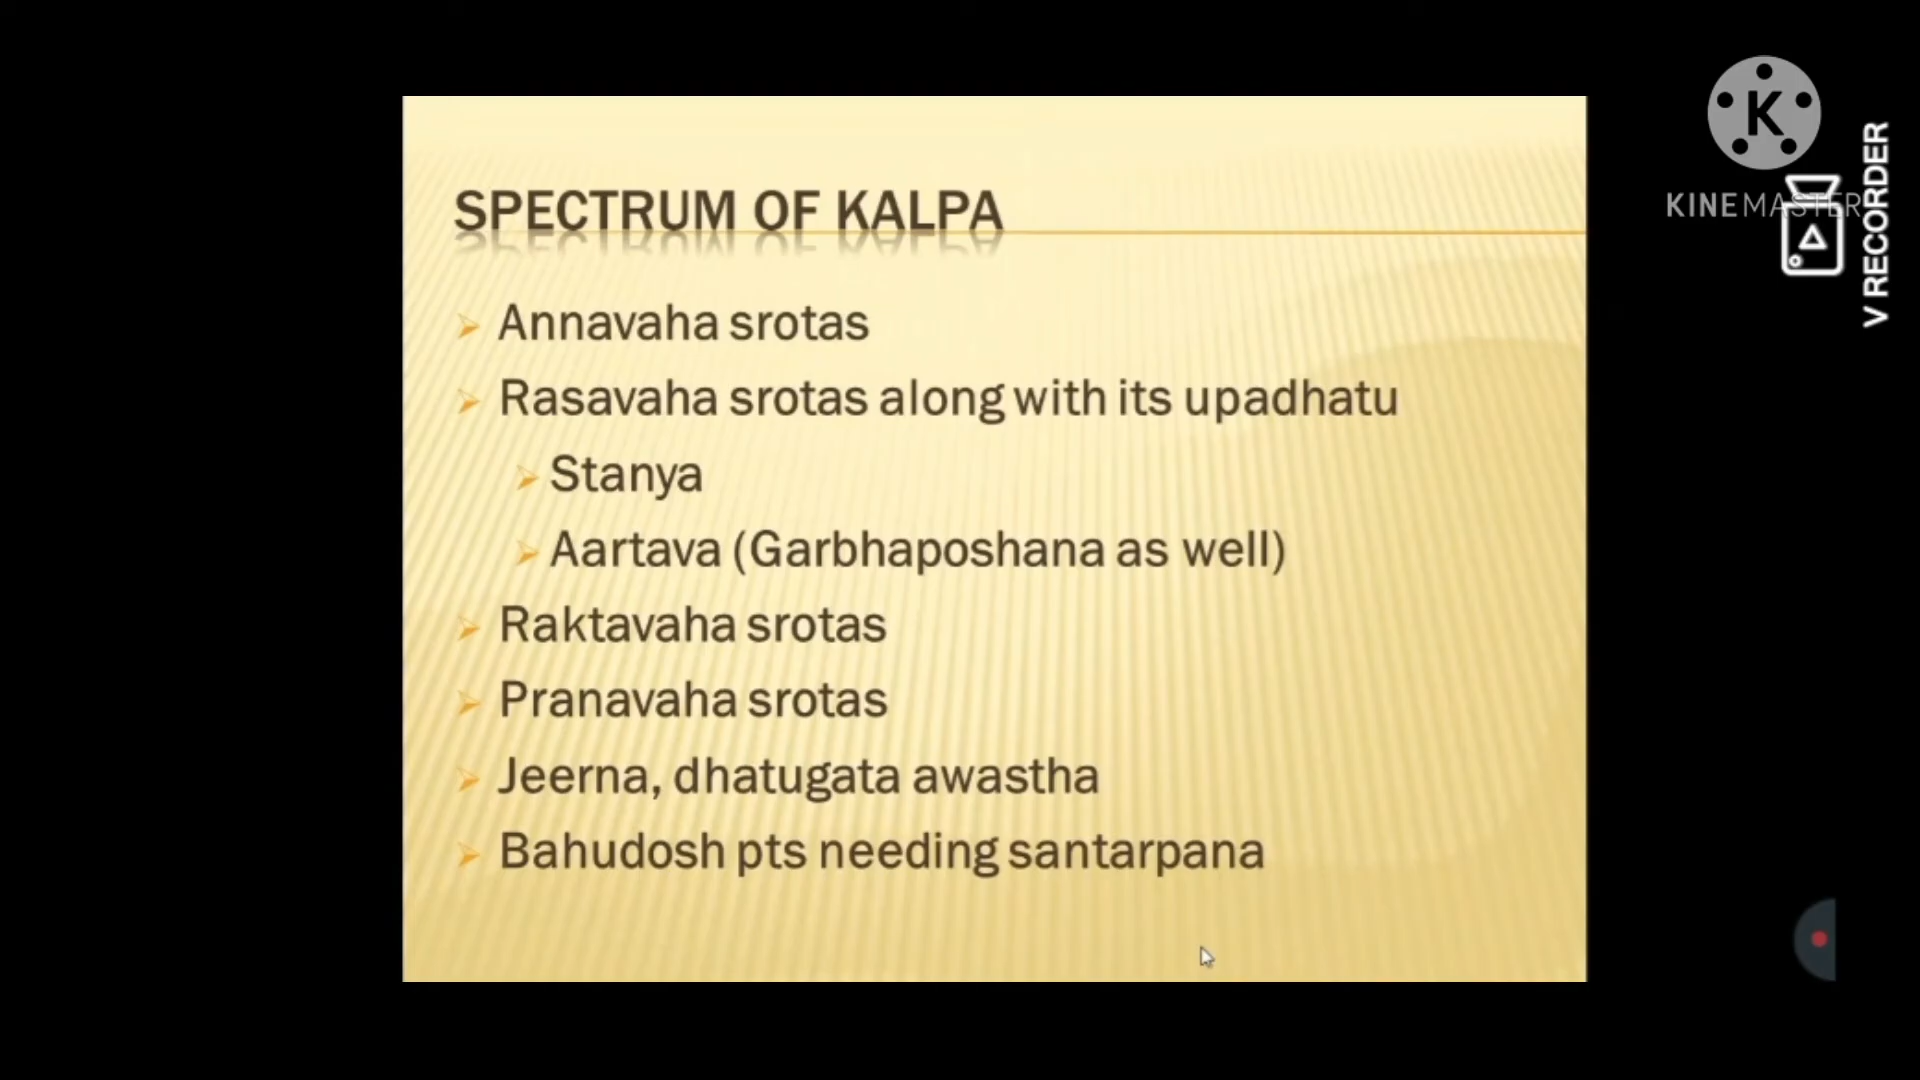 SPECTRUM OF KALPA
Annavaha srotas
Rasavaha srotas along with its upadhatu
Stanya
Aartava (Garbhaposhana as well)
Raktavaha srotas
Pranavaha srotas
Jeerna, dhatugata awastha
Bahudosh pts needing santarpana
K
KINEMASTER
V RECORDER